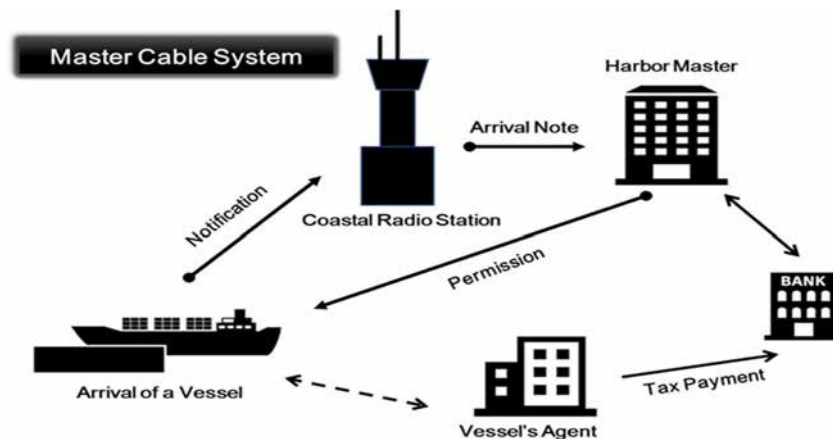 Master Cable System
Harbor Master
Arrival Note
Notification
Coastal Radio Station
Permission
BANK
Arrival of a Vessel
Tax Payment
Vessel's Agent